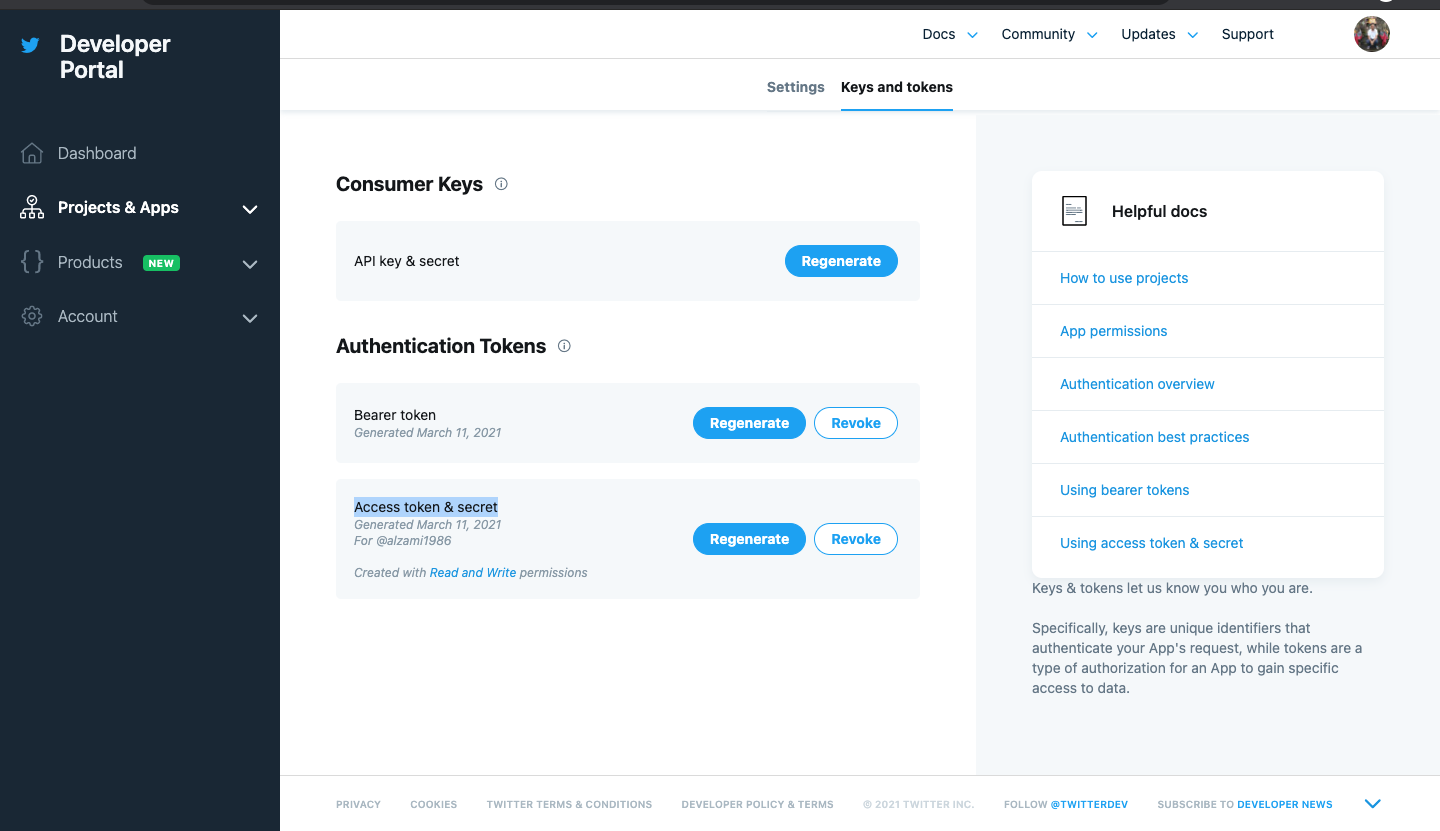 Developer
Portal
Docs
Community
Updates
Support
Settings
Keys and tokens
Dashboard
Projects & Apps
Products NEW
Account
Consumer Keys
API key & secret
Regenerate
Authentication Tokens
Bearer token
Generated March 11, 2021
Regenerate
Revoke
Access token & secret
Generated March 11, 2021
For @alzami1986
Created with Read and Write permissions
Regenerate
Revoke
Helpful docs
How to use projects
App permissions
Authentication overview
Authentication best practices
Using bearer tokens
Using access token & secret
Keys & tokens let us know you who you are.
Specifically, keys are unique identifiers that
authenticate your App's request, while tokens are a
type of authorization for an App to gain specific
access to data.
PRIVACY
COOKIES
TWITTER TERMS & CONDITIONS
DEVELOPER POLICY & TERMS
© 2021 TWITTER INC.
FOLLOW @TWITTERDEV
SUBSCRIBE TO DEVELOPER NEWS